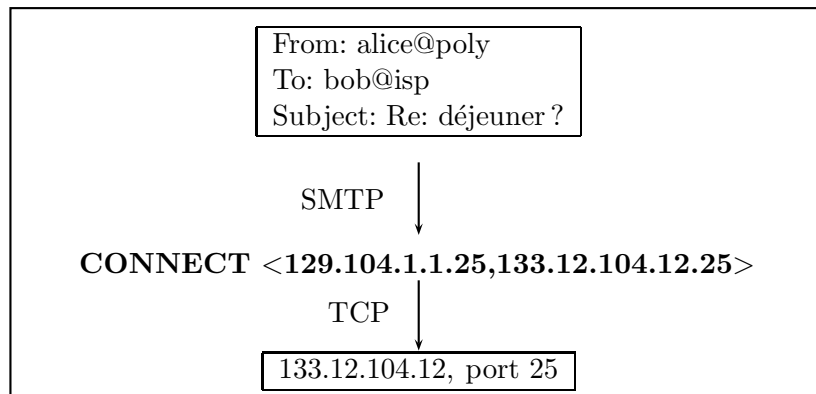 From: alice@poly
To: bob@isp
Subject: Re: déjeuner ?
SMTP
CONNECT <129.104.1.1.25,133.12.104.12.25>
TCP
133.12.104.12, port 25